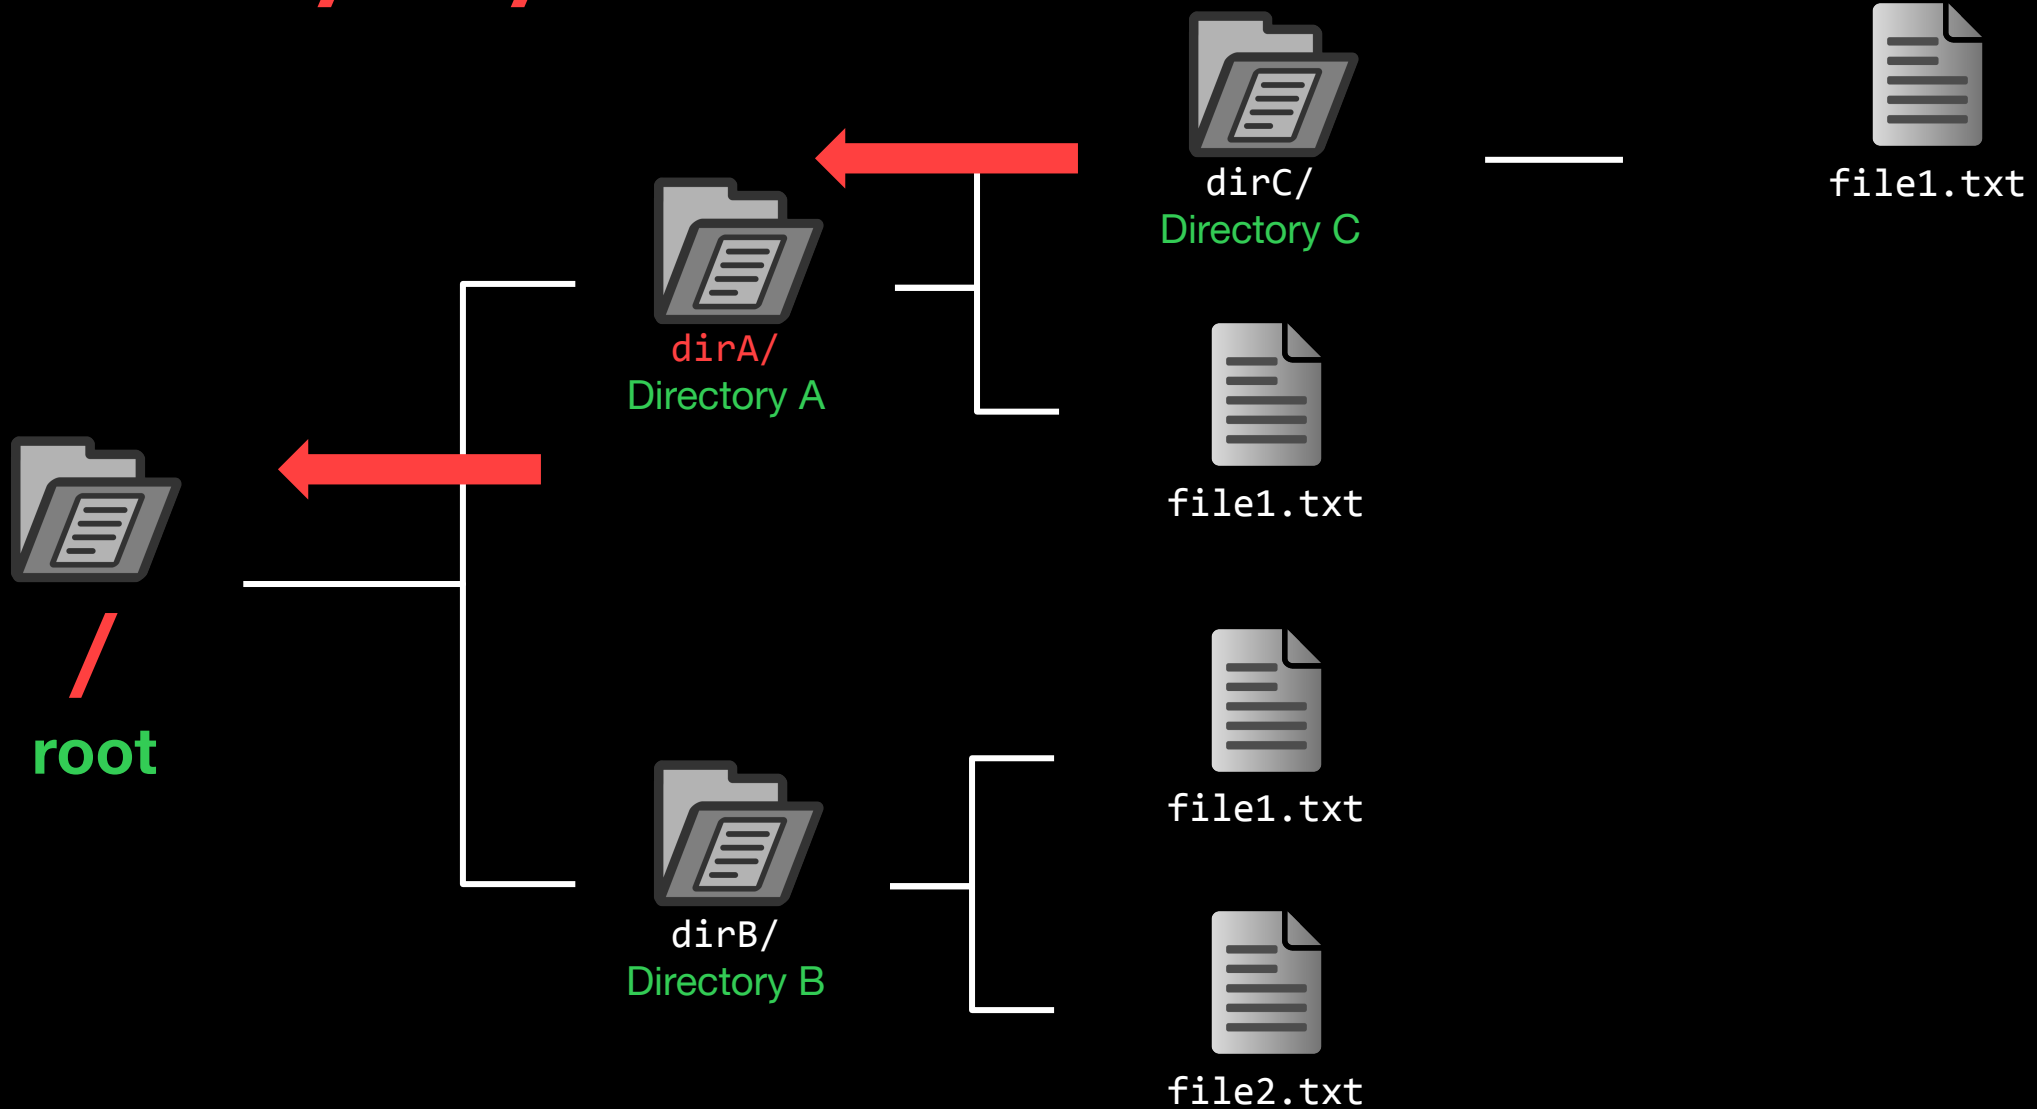 dirC/
Directory C
file1.txt
dirA/
Directory A
file1.txt
/
root
file1.txt
dirB/
Directory B
file2.txt